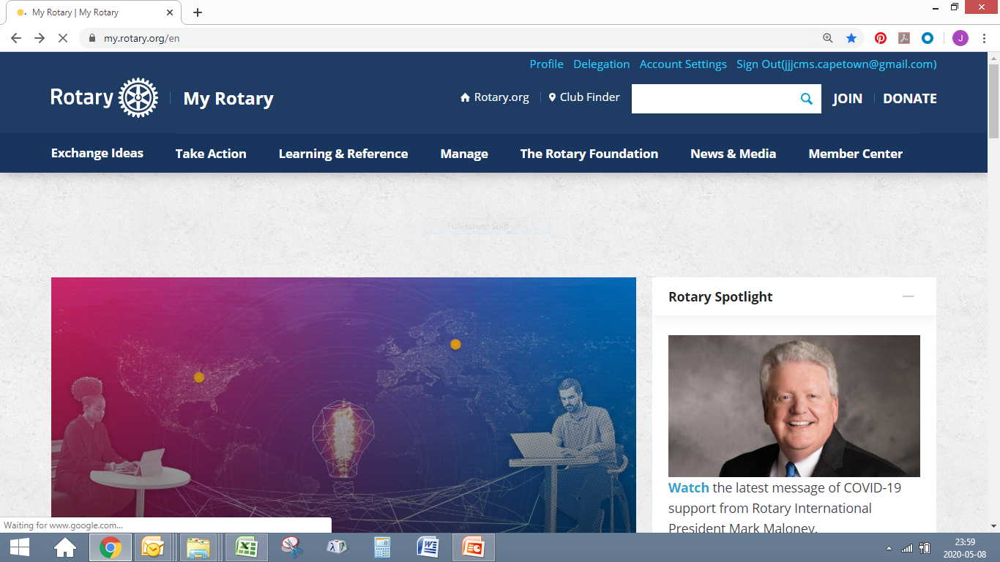 My Rotary | My Rotary
my.rotary.org/en
J
Profile Delegation Account Settings Sign Out(jjjcms.capetown@gmail.com)
Rotary My Rotary Rotary.org Club Finder JOIN DONATE
Exchange Ideas Take Action Learning & Reference Manage The Rotary Foundation News & Media Member Center
Full-screen Snip
Rotary Spotlight
Watch the latest message of COVID-19
support from Rotary International
President Mark Maloney.
Waiting for www.google.com...
23:59
2020-05-08